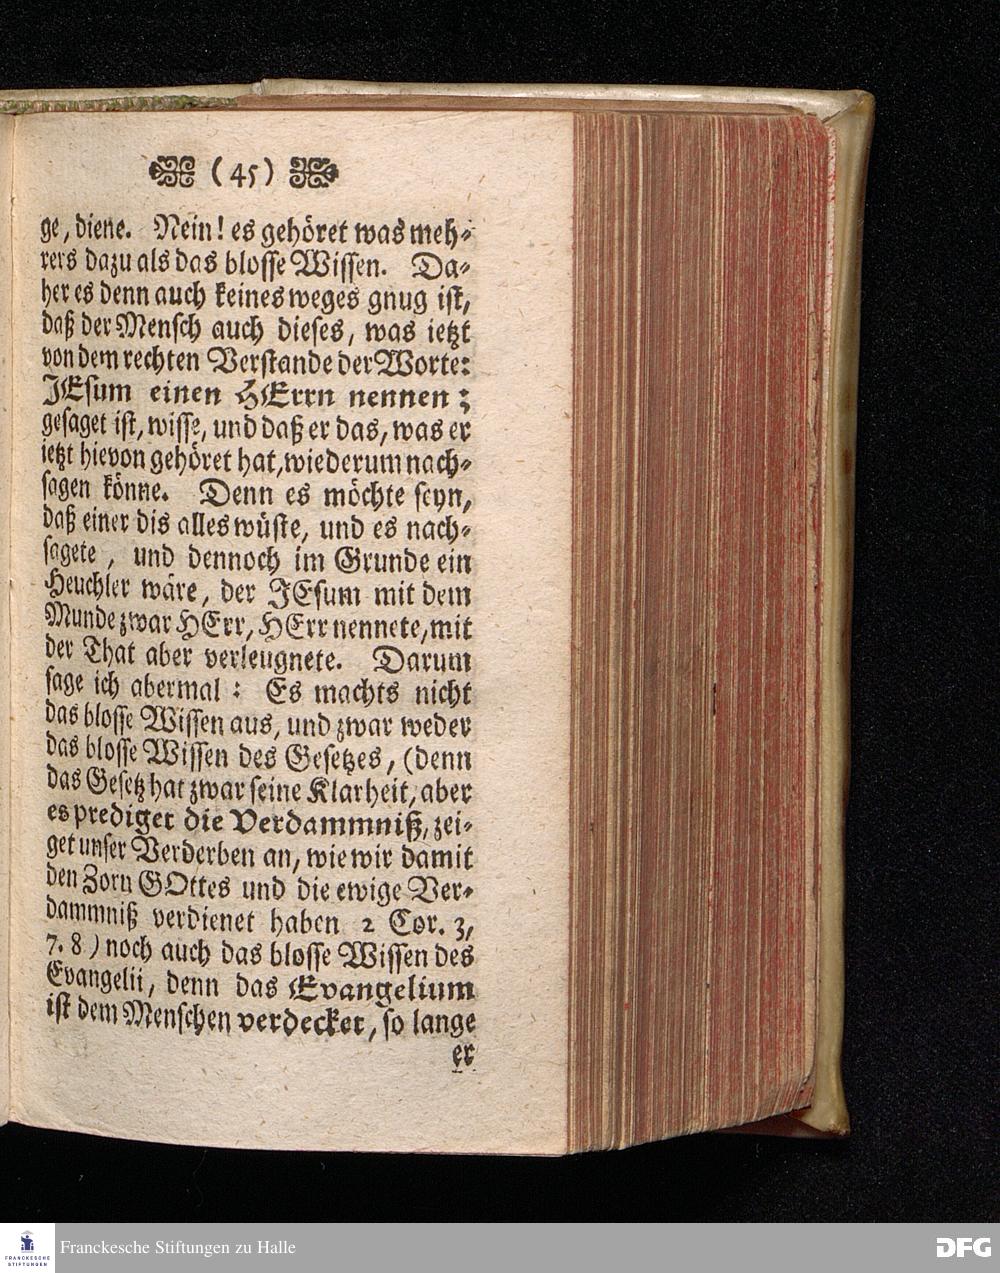 (45)
ge, diene. Nein! es gehöret was meh-
rers dazu als das blosse Wissen. Da-
her es denn auch keines weges gnug ist,
daß der Mensch auch dieses, was ietzt
von dem rechten Verstande der Worte:
JEsum einen HErrn nennen;
gesaget ist, wisse, und daß er das, was er
ietzt hievon gehöret hat, wiederum nach-
sagen könne. Denn es möchte seyn,
daß einer dis alles wüste, und es nach-
sagete, und dennoch im Grunde ein
Heuchler wäre, der JEsum mit dem
Munde zwar HErr, HErr nennete, mit
der That aber verleugnete. Darum
sage ich abermal: Es machts nicht
das blosse Wissen aus, und zwar weder
das blosse Wissen des Gesetzes, (denn
das Gesetz hat zwar seine Klarheit, aber
es prediget die Verdammniß, zei-
get unser Verderben an, wie wir damit
den Zorn GOttes und die ewige Ver-
dammniß verdienet haben 2 Cor. 3,
7. 8) noch auch das blosse Wissen des
Evangelii, denn das Evangelium
ist dem Menschen verdecket, so lange
er
FRANCKESCHE
STIFTUNGEN
Franckesche Stiftungen zu Halle
DFG